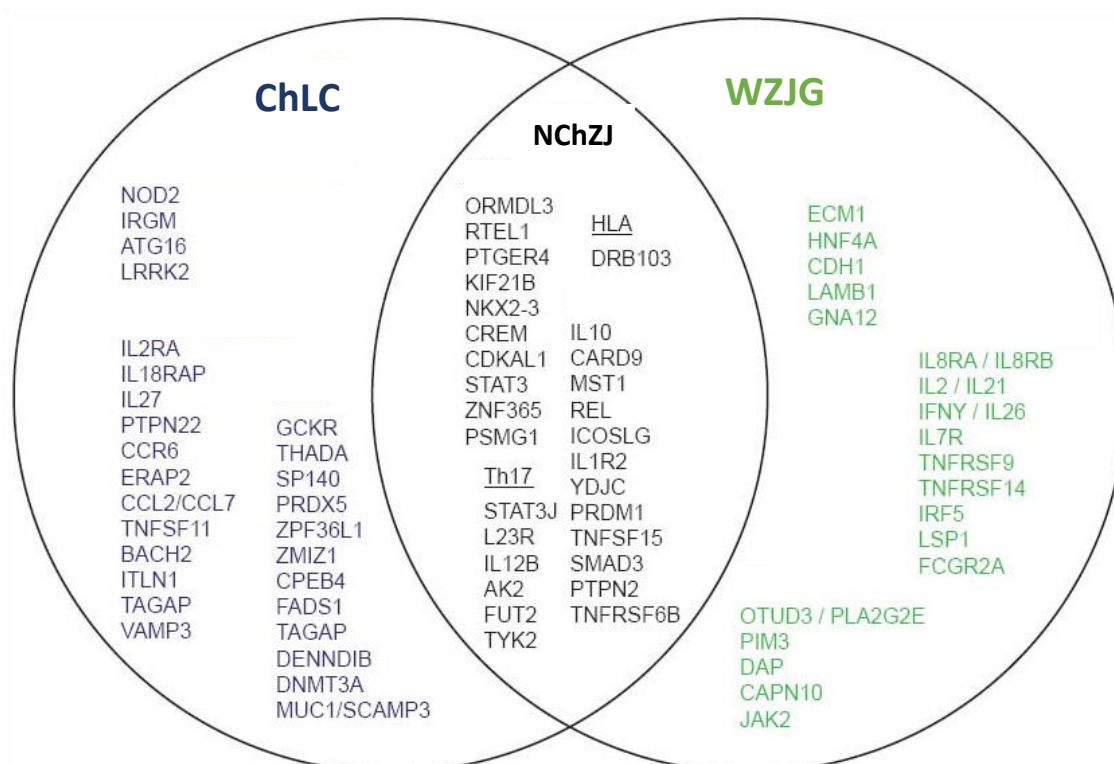 ChLC
WZJG
NChZJ
NOD2
IRGM
ATG16
LRRK2
IL2RA
IL18RAP
IL27
PTPN22
CCR6
ERAP2
CCL2/CCL7
TNFSF11
BACH2
ITLN1
TAGAP
VAMP3
GCKR
THADA
SP140
PRDX5
ZPF36L1
ZMIZ1
CPEB4
FADS1
TAGAP
DENNDIB
DNMT3A
MUC1/SCAMP3
ORMDL3
RTEL1
PTGER4
KIF21B
NKX2-3
CREM
CDKAL1
STAT3
ZNF365
PSMG1
Th17
STAT3J
L23R
IL12B
AK2
FUT2
TYK2
HLA
DRB103
IL10
CARD9
MST1
REL
ICOSLG
IL1R2
YDJC
PRDM1
TNFSF15
SMAD3
PTPN2
TNFRSF6B
ECM1
HNF4A
CDH1
LAMB1
GNA12
IL8RA / IL8RB
IL2 / IL21
IFNY / IL26
IL7R
TNFRSF9
TNFRSF14
IRF5
LSP1
FCGR2A
OTUD3 / PLA2G2E
PIM3
DAP
CAPN10
JAK2